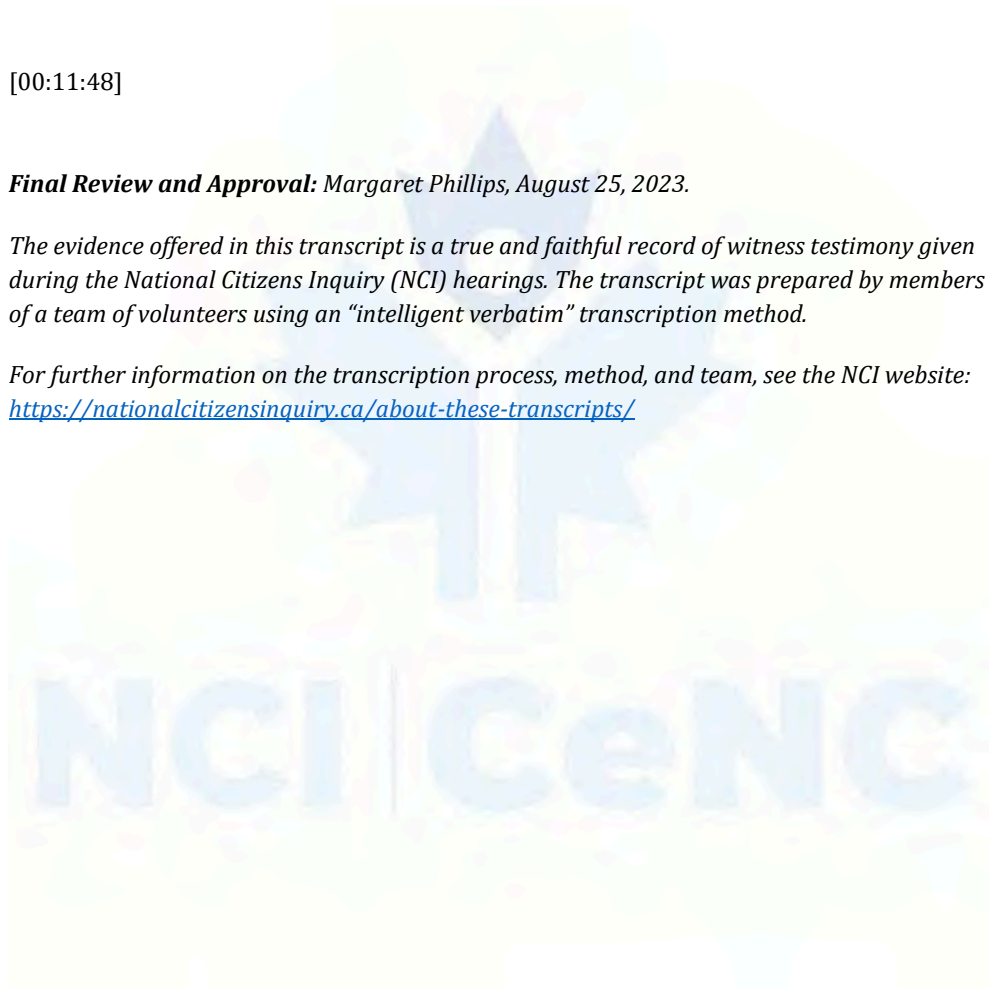 [00:11:48]
Final Review and Approval: Margaret Phillips, August 25, 2023.
The evidence offered in this transcript is a true and faithful record of witness testimony given
during the National Citizens Inquiry (NCI) hearings. The transcript was prepared by members
of a team of volunteers using an “intelligent verbatim” transcription method.
For further information on the transcription process, method, and team, see the NCI website:
https://nationalcitizensinquiry.ca/about-these-transcripts/
NCI | CeNC